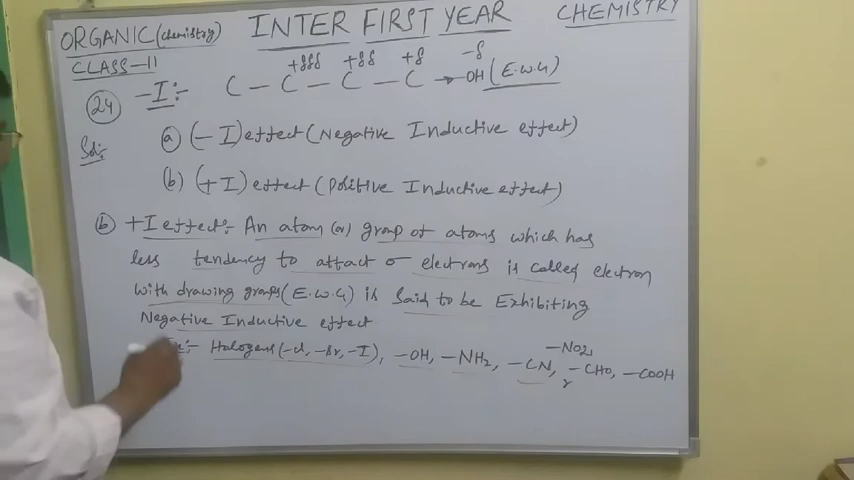 ORGANIC (chemistry) INTER FIRST YEAR CHEMISTRY
CLASS-11
+δδδ +δδ +δ -δ
24 -I:- C - C - C - C → OH (E.W.G)
Sol:- a (-I) effect (Negative Inductive effect)
(b) (+I) effect (Positive Inductive effect)
b +I effect:- An atom (or) group of atoms which has
less tendency to attact σ electrons is called electron
with drawing groups (E.W.G) is said to be Exhibiting
Negative Inductive effect
Ex:- Halogens (-Cl, -Br, -I), -OH, -NH2, -CN, -NO2, -CHO, -COOH